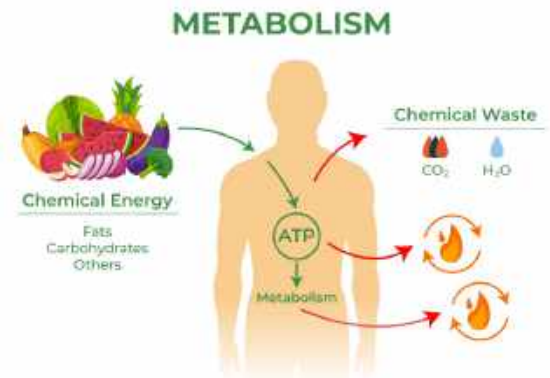 METABOLISM
Chemical Energy
Fats
Carbohydrates
Others
ATP
Metabolism
Chemical Waste
CO₂
H₂O